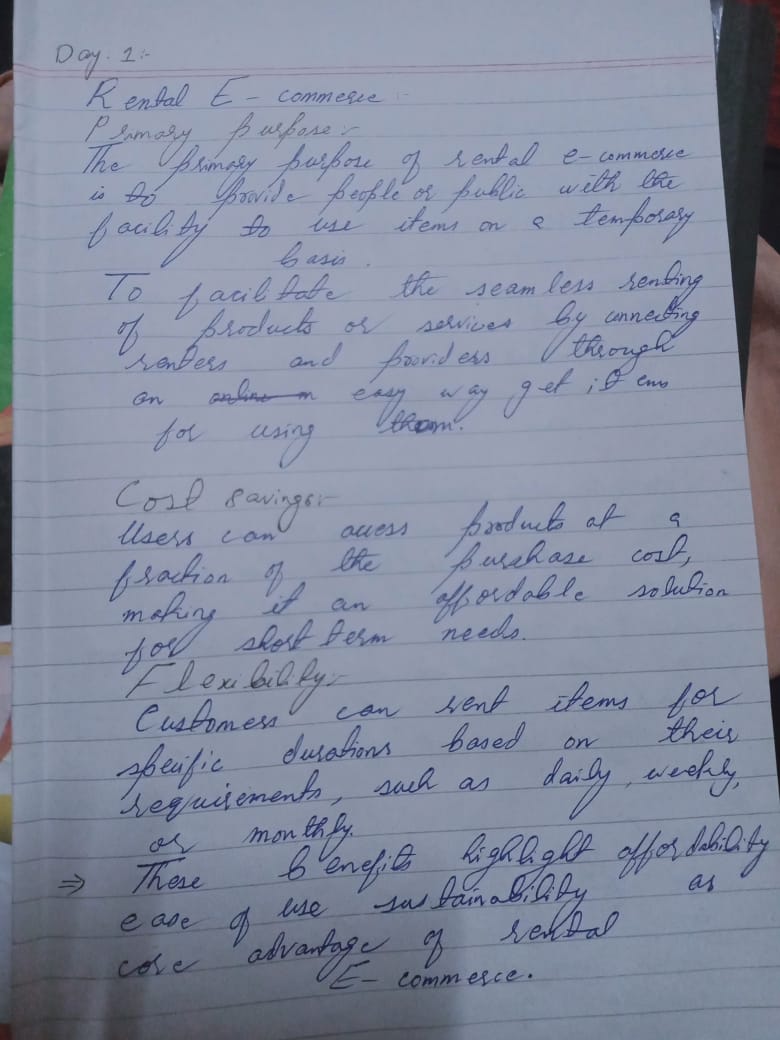 Day. 1:-
Rental E-commerce :-
Primary purpose:-
The primary purpose of rental e-commerce
is to provide people or public with the
facility to use items on a temporary
basis.
To facilitate the seamless renting
of products or services by connecting
renters and providers through
an easy way get items
for using them.
Cost savings:-
Users can access products at a
fraction of the purchase cost,
making it an affordable solution
for short term needs.
Flexibility:-
Customers can rent items for
specific durations based on their
requirements, such as daily, weekly,
or monthly.
⇒ These benefits highlight affordability
ease of use sustainability as
core advantage of rental
E-commerce.